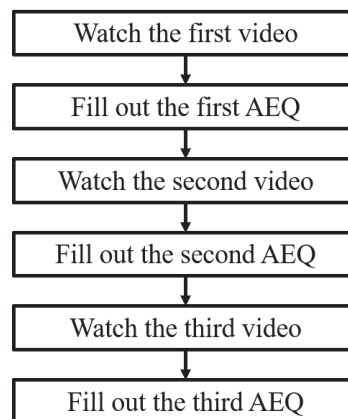 Watch the first video
Fill out the first AEQ
Watch the second video
Fill out the second AEQ
Watch the third video
Fill out the third AEQ